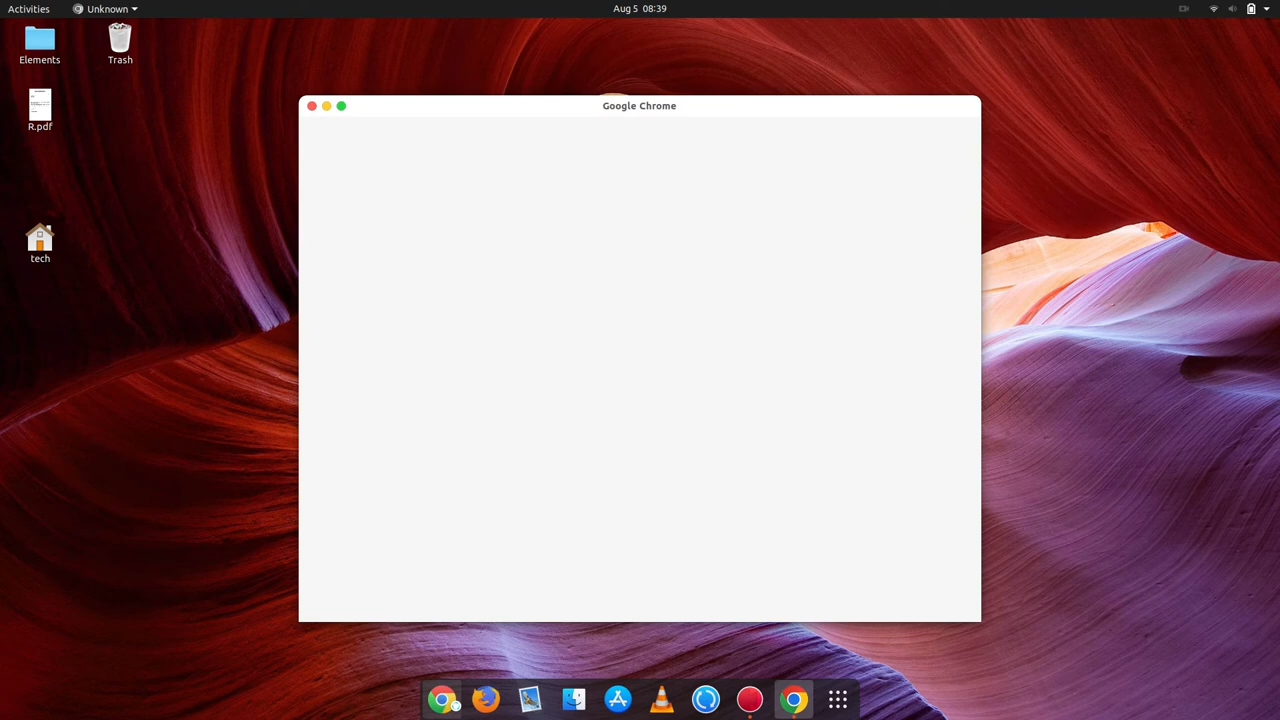 Activities
Unknown
Aug 5 08:39
Elements
Trash
R.pdf
tech
Google Chrome